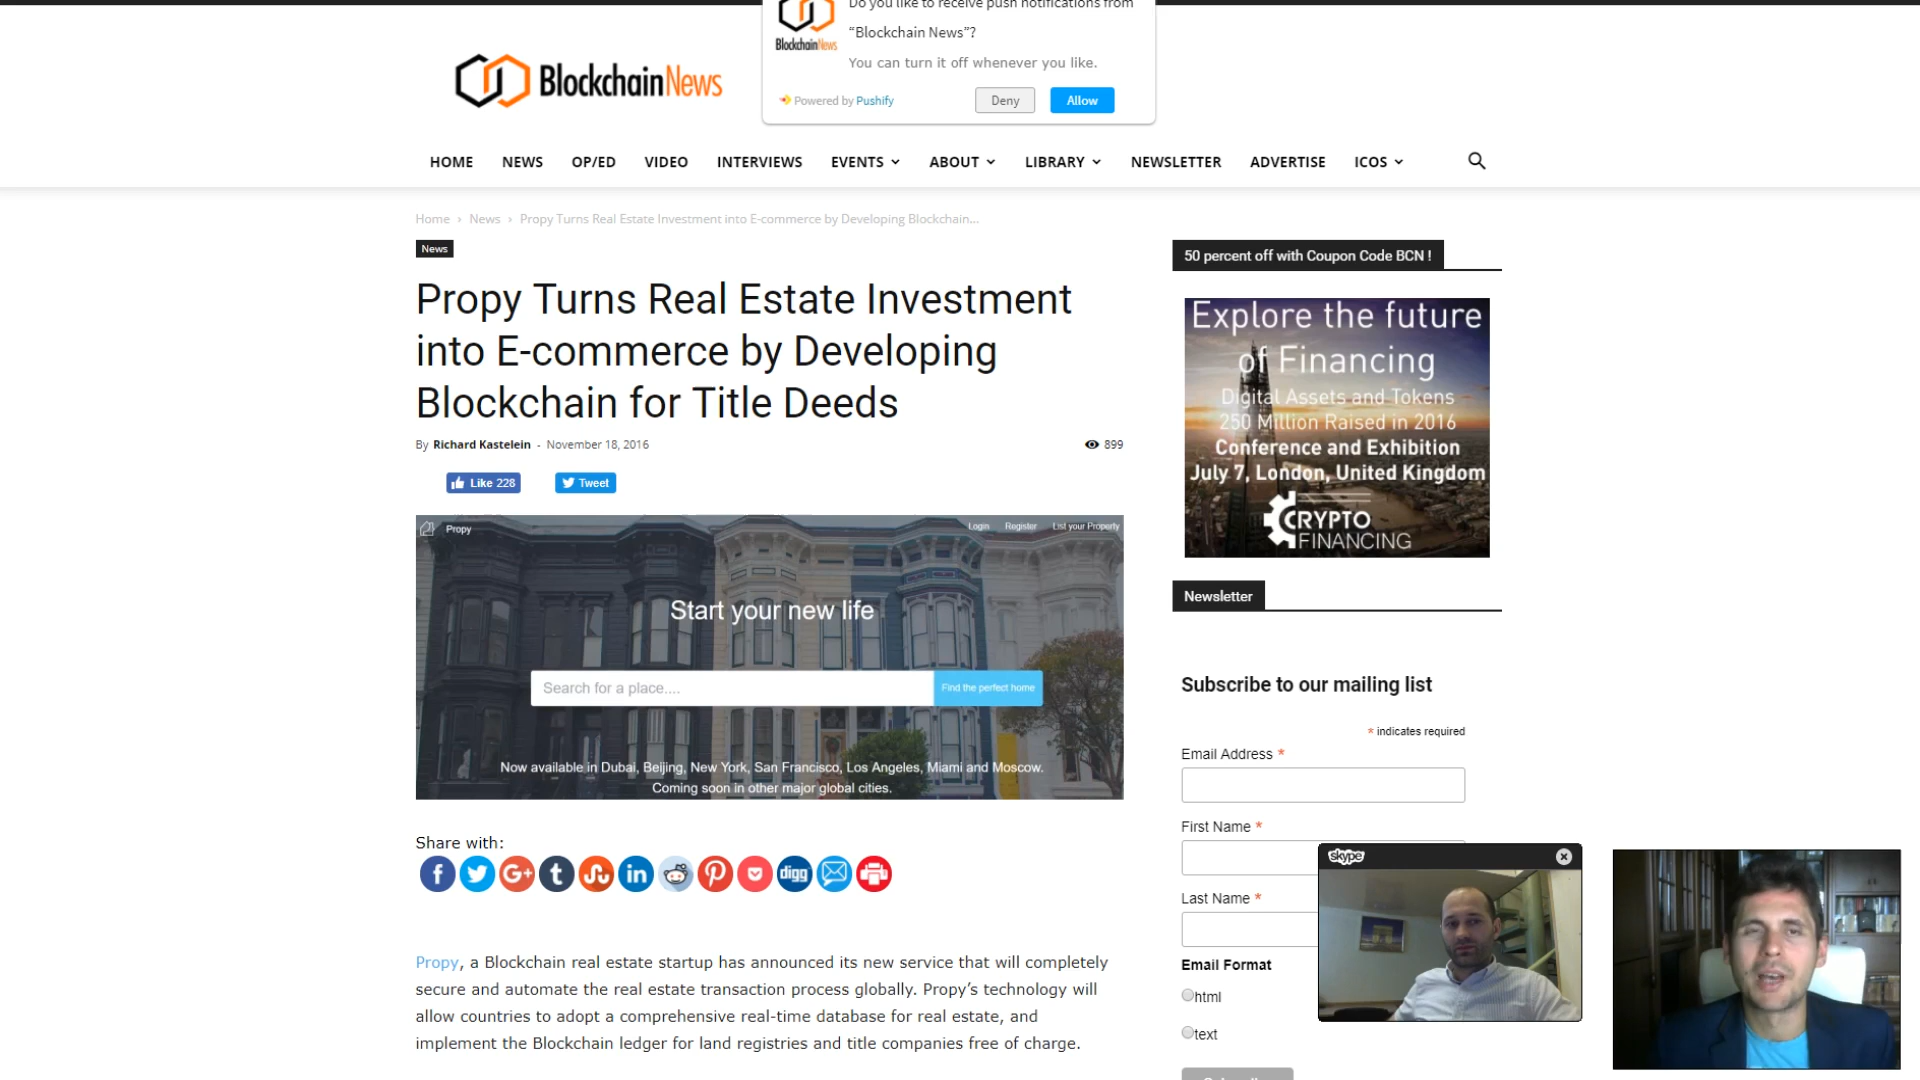 Do you like to receive push notifications from
“Blockchain News”?
You can turn it off whenever you like.
BlockchainNews
Powered by Pushify
Deny
Allow
BlockchainNews
HOME
NEWS
OP/ED
VIDEO
INTERVIEWS
EVENTS
ABOUT
LIBRARY
NEWSLETTER
ADVERTISE
ICOS
Home › News › Propy Turns Real Estate Investment into E-commerce by Developing Blockchain...
News
Propy Turns Real Estate Investment
into E-commerce by Developing
Blockchain for Title Deeds
By Richard Kastelein - November 18, 2016
899
Like 228
Tweet
Propy
Login
Register
List your Property
Start your new life
Search for a place....
Find the perfect home
Now available in Dubai, Beijing, New York, San Francisco, Los Angeles, Miami and Moscow.
Coming soon in other major global cities.
Share with:
digg
Propy, a Blockchain real estate startup has announced its new service that will completely
secure and automate the real estate transaction process globally. Propy’s technology will
allow countries to adopt a comprehensive real-time database for real estate, and
implement the Blockchain ledger for land registries and title companies free of charge.
50 percent off with Coupon Code BCN !
Explore the future
of Financing
Digital Assets and Tokens
250 Million Raised in 2016
Conference and Exhibition
July 7, London, United Kingdom
CRYPTO
FINANCING
Newsletter
Subscribe to our mailing list
* indicates required
Email Address *
First Name *
Last Name *
Email Format
html
text
skype